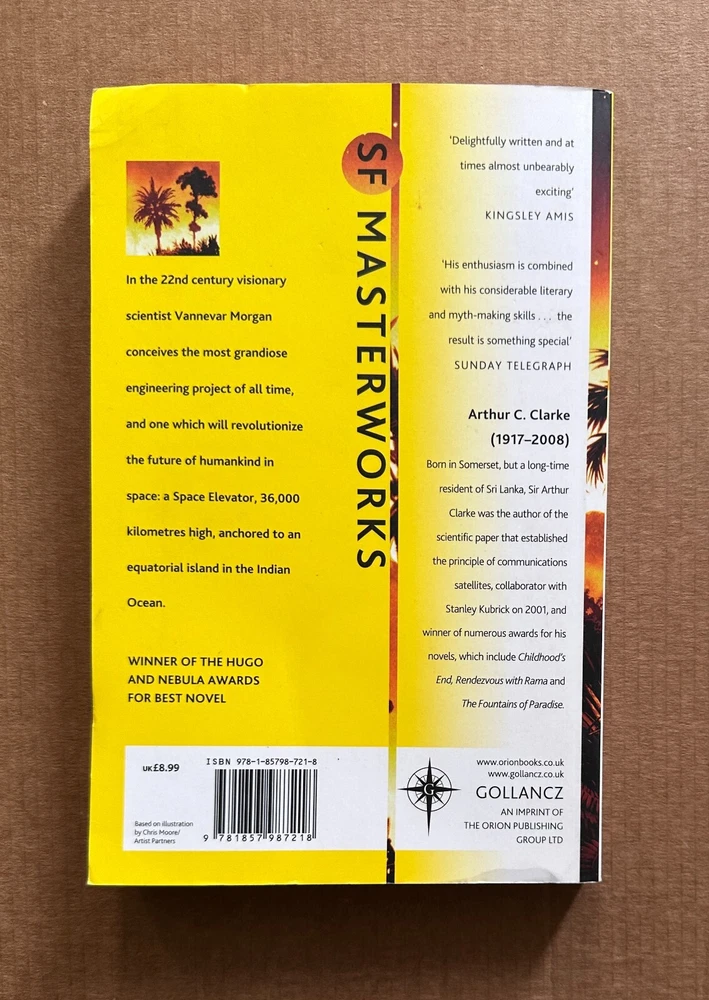 In the 22nd century visionary
scientist Vannevar Morgan
conceives the most grandiose
engineering project of all time,
and one which will revolutionize
the future of humankind in
space: a Space Elevator, 36,000
kilometres high, anchored to an
equatorial island in the Indian
Ocean.
WINNER OF THE HUGO
AND NEBULA AWARDS
FOR BEST NOVEL
UK£8.99
ISBN 978-1-85798-721-8
9 781857 987218
Based on illustration
by Chris Moore/
Artist Partners
SF MASTERWORKS
'Delightfully written and at
times almost unbearably
exciting'
KINGSLEY AMIS
'His enthusiasm is combined
with his considerable literary
and myth-making skills . . . the
result is something special'
SUNDAY TELEGRAPH
Arthur C. Clarke
(1917–2008)
Born in Somerset, but a long-time
resident of Sri Lanka, Sir Arthur
Clarke was the author of the
scientific paper that established
the principle of communications
satellites, collaborator with
Stanley Kubrick on 2001, and
winner of numerous awards for his
novels, which include Childhood's
End, Rendezvous with Rama and
The Fountains of Paradise.
www.orionbooks.co.uk
www.gollancz.co.uk
G
GOLLANCZ
AN IMPRINT OF
THE ORION PUBLISHING
GROUP LTD